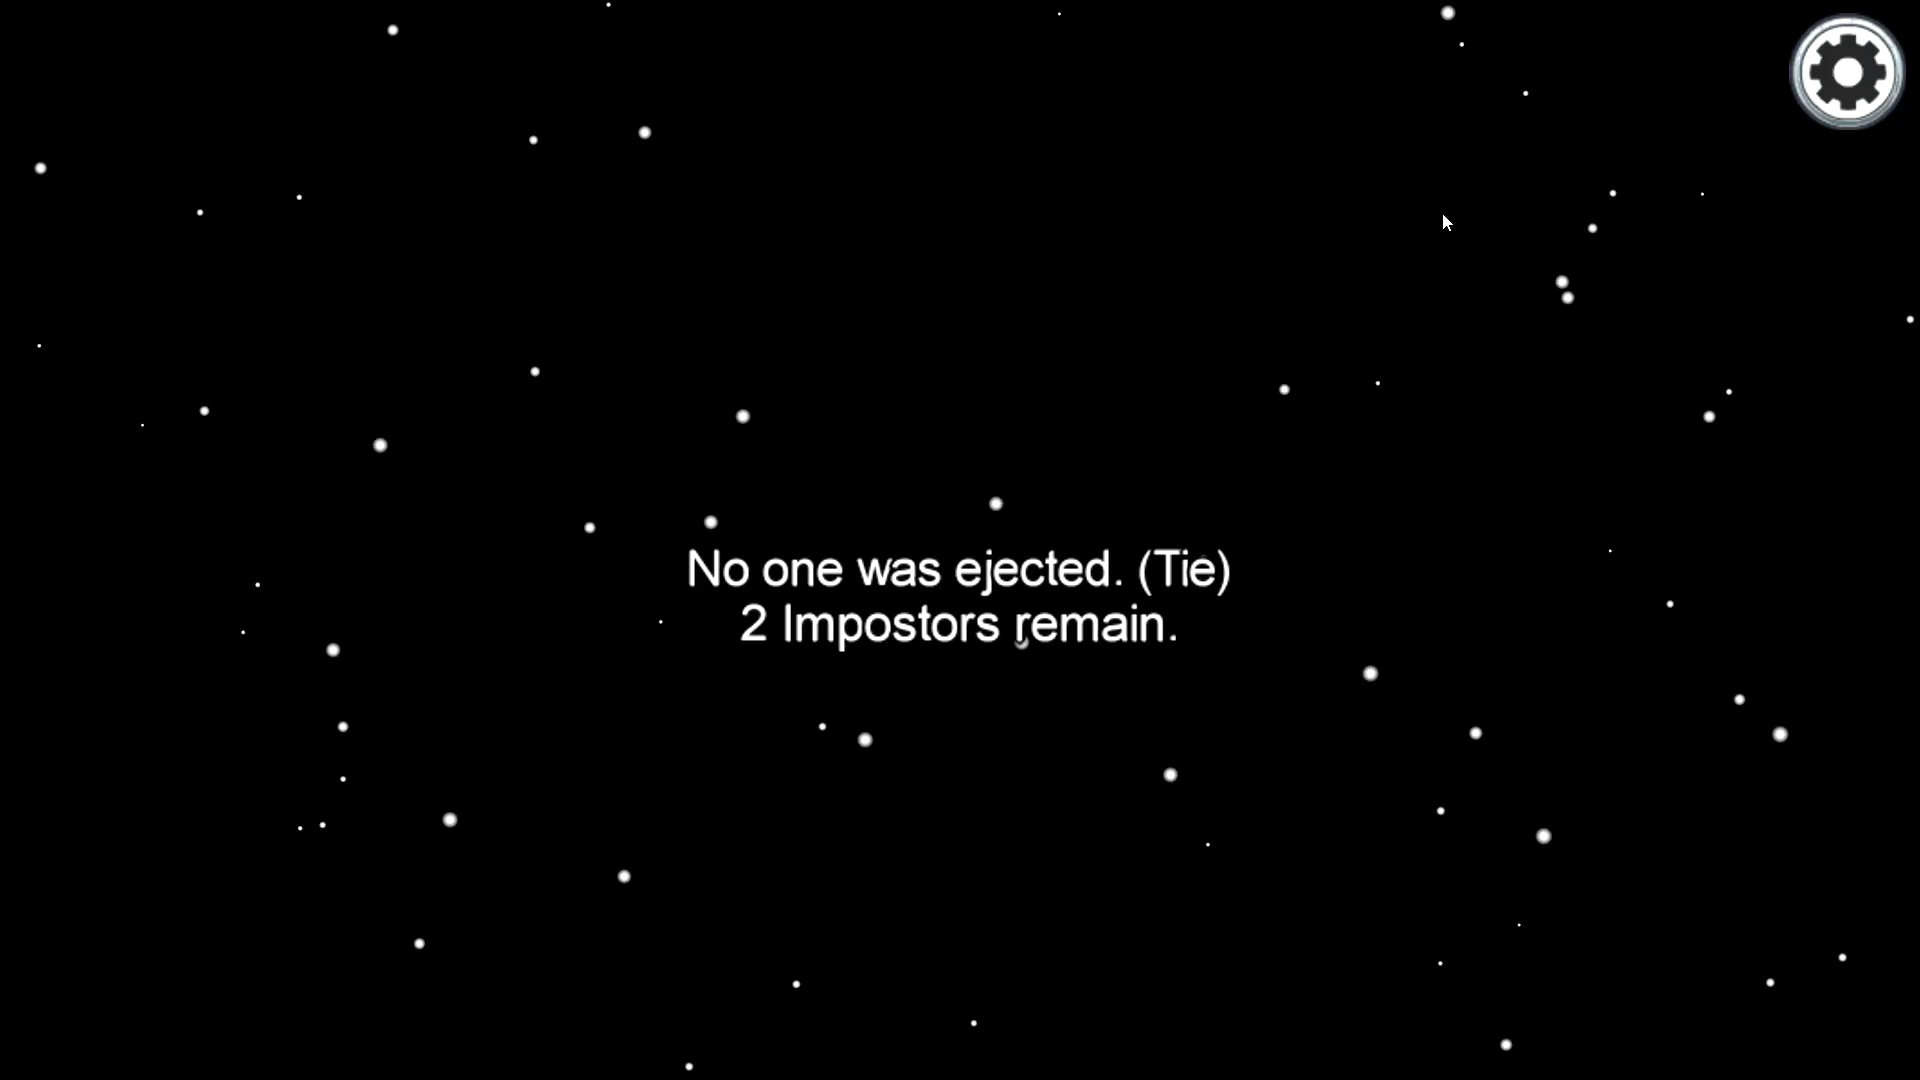 No one was ejected. (Tie)
2 Impostors remain.